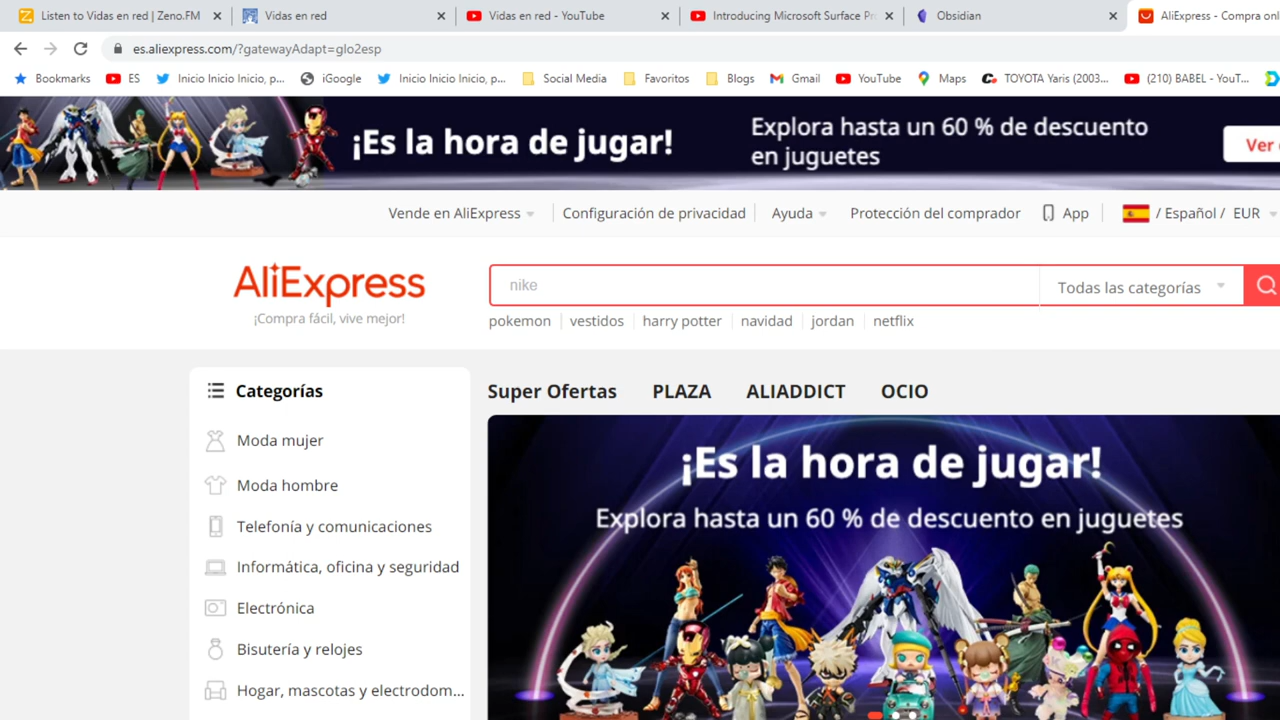 Listen to Vidas en red | Zeno.FM
Vidas en red
Vidas en red - YouTube
Introducing Microsoft Surface Pr
Obsidian
AliExpress - Compra onl
es.aliexpress.com/?gatewayAdapt=glo2esp
Bookmarks
ES
Inicio Inicio Inicio, p...
iGoogle
Inicio Inicio Inicio, p...
Social Media
Favoritos
Blogs
Gmail
YouTube
Maps
TOYOTA Yaris (2003...
(210) BABEL - YouT...
¡Es la hora de jugar!
Explora hasta un 60 % de descuento
en juguetes
Ver
Vende en AliExpress
Configuración de privacidad
Ayuda
Protección del comprador
App
/ Español / EUR
AliExpress
¡Compra fácil, vive mejor!
nike
Todas las categorías
pokemon
vestidos
harry potter
navidad
jordan
netflix
Categorías
Moda mujer
Moda hombre
Telefonía y comunicaciones
Informática, oficina y seguridad
Electrónica
Bisutería y relojes
Hogar, mascotas y electrodom...
Super Ofertas
PLAZA
ALIADDICT
OCIO
¡Es la hora de jugar!
Explora hasta un 60 % de descuento en juguetes